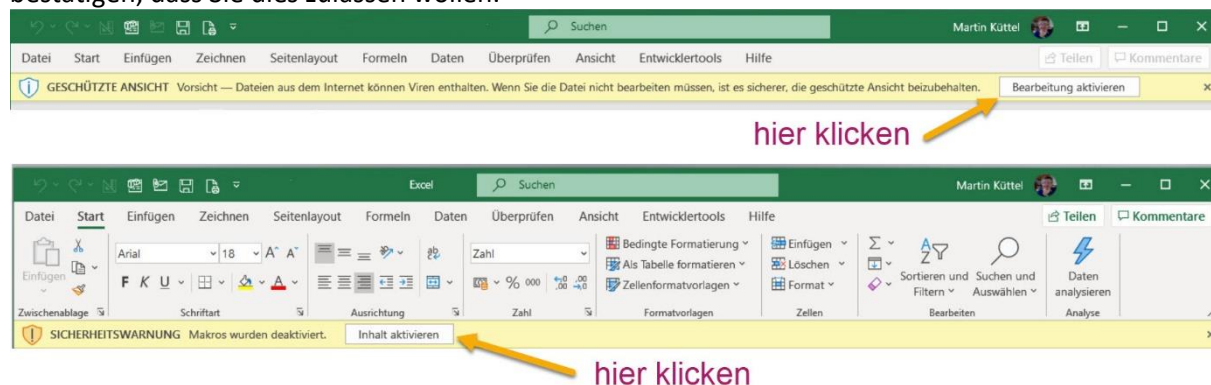 bestätigen, dass Sie dies zulassen wollen.
Suchen
Martin Küttel
Datei Start Einfügen Zeichnen Seitenlayout Formeln Daten Überprüfen Ansicht Entwicklertools Hilfe
Teilen Kommentare
GESCHÜTZTE ANSICHT Vorsicht — Dateien aus dem Internet können Viren enthalten. Wenn Sie die Datei nicht bearbeiten müssen, ist es sicherer, die geschützte Ansicht beizubehalten. Bearbeitung aktivieren
hier klicken
Excel Suchen Martin Küttel
Datei Start Einfügen Zeichnen Seitenlayout Formeln Daten Überprüfen Ansicht Entwicklertools Hilfe Teilen Kommentare
Einfügen
Arial 18 A A
F K U A
ab
Zahl
% 000
Bedingte Formatierung
Als Tabelle formatieren
Zellenformatvorlagen
Einfügen
Löschen
Format
Sortieren und
Filtern
Suchen und
Auswählen
Daten
analysieren
Zwischenablage Schriftart Ausrichtung Zahl Formatvorlagen Zellen Bearbeiten Analyse
SICHERHEITSWARNUNG Makros wurden deaktiviert. Inhalt aktivieren
hier klicken